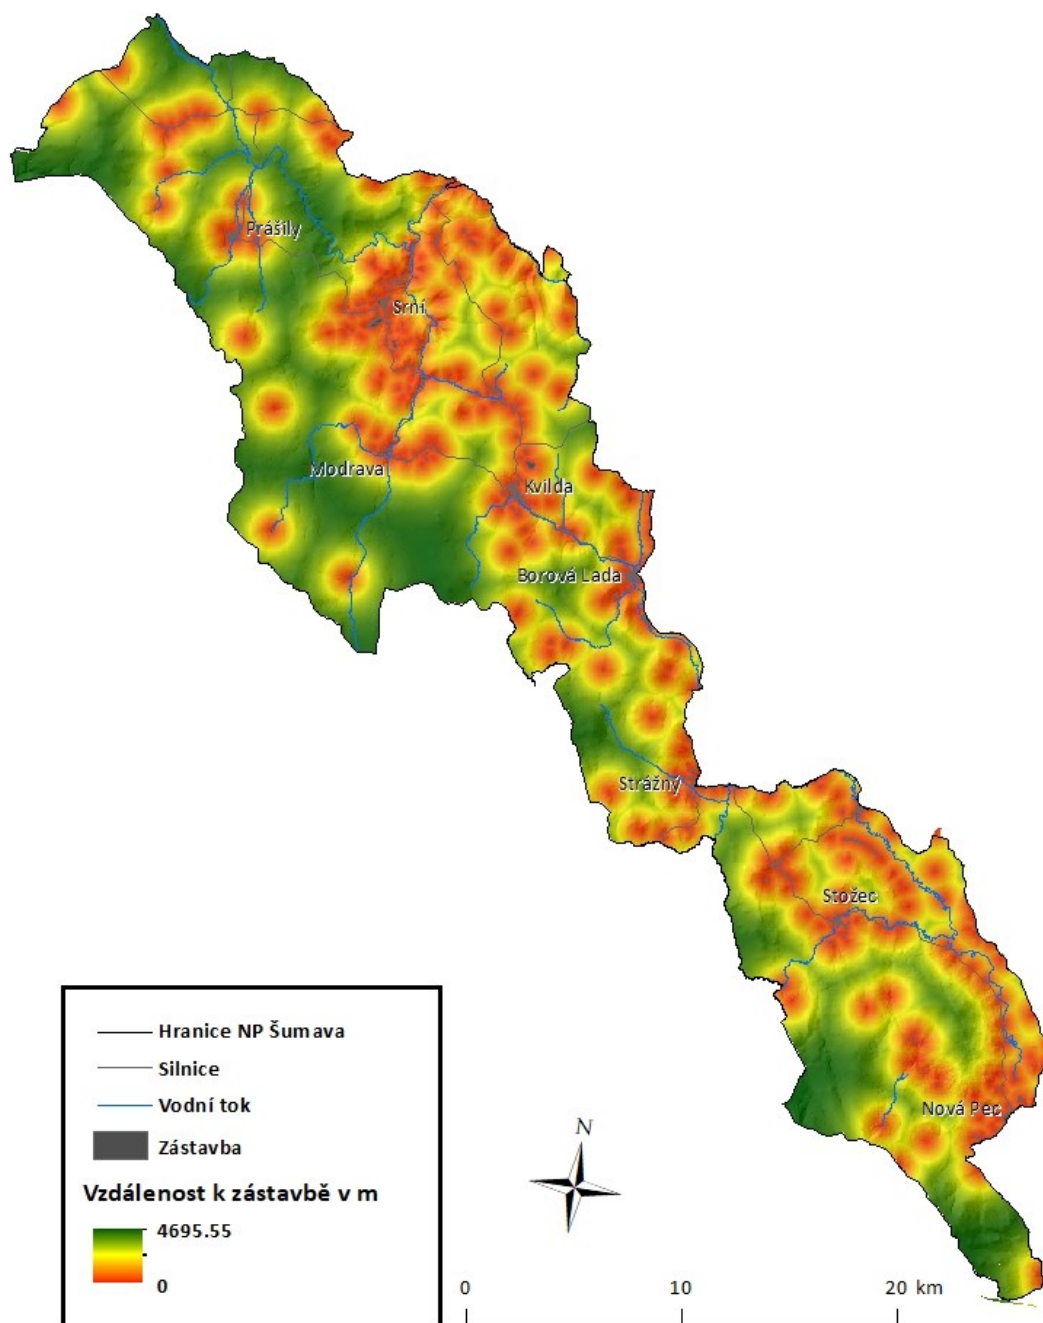 Prášily
Srní
Modrava
Kvilda
Borová Lada
Strážný
Stožec
Nová Pec
Hranice NP Šumava
Silnice
Vodní tok
Zástavba
Vzdálenost k zástavbě v m
4695.55
0
N
0 10 20 km